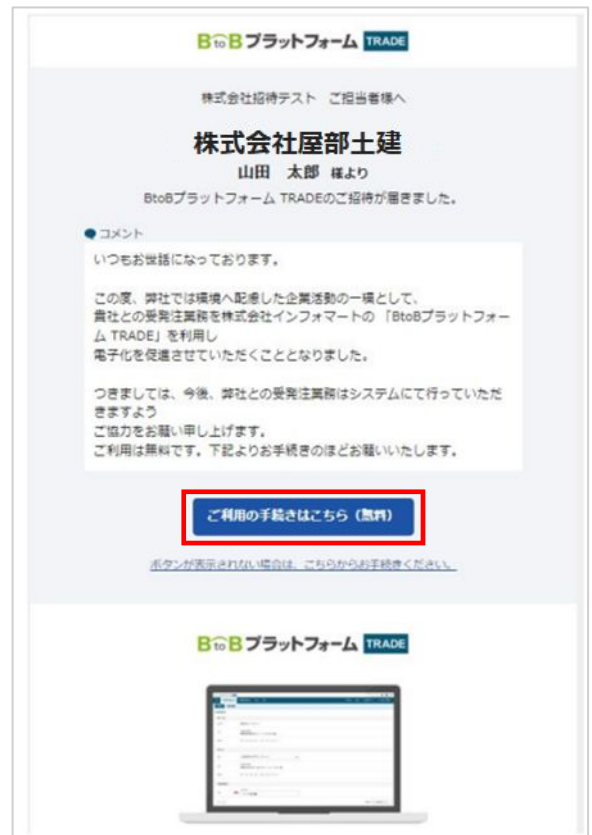 BtoBプラットフォーム TRADE
株式会社招待テスト ご担当者様へ
株式会社屋部土建
山田 太郎 様より
BtoBプラットフォーム TRADEのご招待が届きました。
コメント
いつもお世話になっております。
この度、弊社では環境へ配慮した企業活動の一環として、
貴社との受発注業務を株式会社インフォマートの 「BtoBプラットフォー
ム TRADE」を利用し
電子化を促進させていただくこととなりました。
つきましては、今後、弊社との受発注業務はシステムにて行っていただ
きますよう
ご協力をお願い申し上げます。
ご利用は無料です。下記よりお手続きのほどお願いいたします。
ご利用の手続きはこちら（無料）
ボタンが表示されない場合は、こちらからお手続きください。
BtoBプラットフォーム TRADE